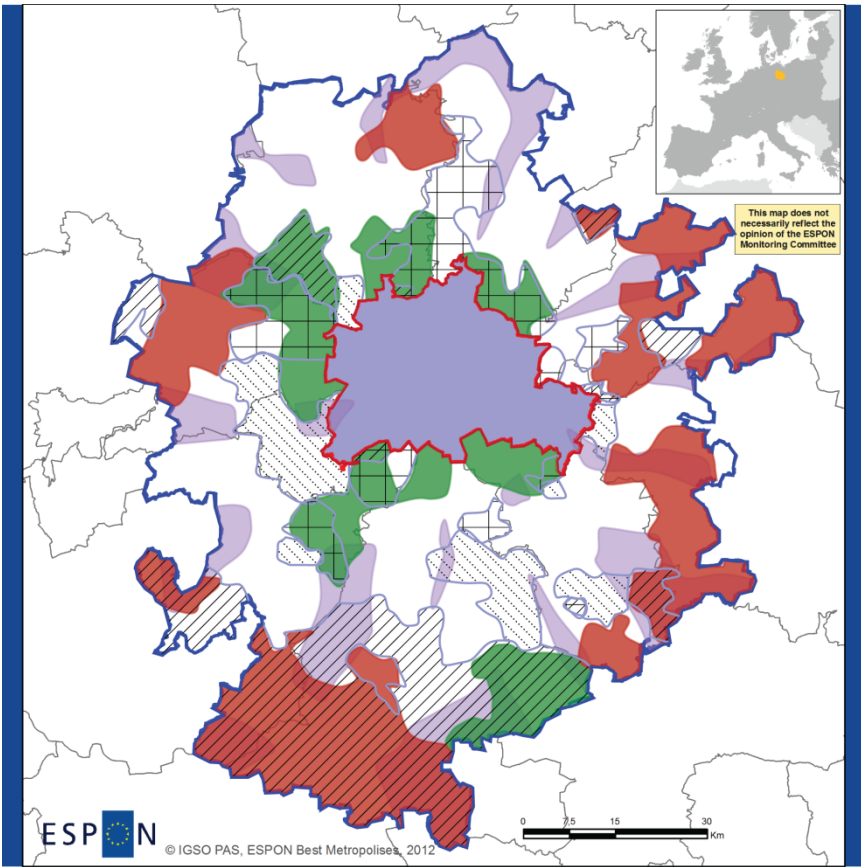 This map does not
necessarily reflect the
opinion of the ESPON
Monitoring Committee
0 7,5 15 30
Km
ESPON
© IGSO PAS, ESPON Best Metropolises, 2012